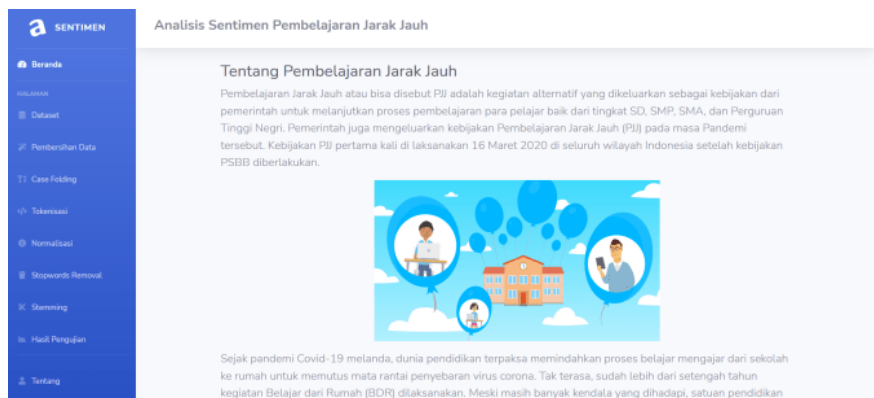 SENTIMEN
Analisis Sentimen Pembelajaran Jarak Jauh
Beranda
HALAMAN
Dataset
Pembersihan Data
Case Folding
Tokenisasi
Normalisasi
Stopwords Removal
Stemming
Hasil Pengujian
Tentang
Tentang Pembelajaran Jarak Jauh
Pembelajaran Jarak Jauh atau bisa disebut PJJ adalah kegiatan alternatif yang dikeluarkan sebagai kebijakan dari
pemerintah untuk melanjutkan proses pembelajaran para pelajar baik dari tingkat SD, SMP, SMA, dan Perguruan
Tinggi Negri. Pemerintah juga mengeluarkan kebijakan Pembelajaran Jarak Jauh (PJJ) pada masa Pandemi
tersebut. Kebijakan PJJ pertama kali di laksanakan 16 Maret 2020 di seluruh wilayah Indonesia setelah kebijakan
PSBB diberlakukan.
Sejak pandemi Covid-19 melanda, dunia pendidikan terpaksa memindahkan proses belajar mengajar dari sekolah
ke rumah untuk memutus mata rantai penyebaran virus corona. Tak terasa, sudah lebih dari setengah tahun
kegiatan Belajar dari Rumah (BDR) dilaksanakan. Meski masih banyak kendala yang dihadapi, satuan pendidikan